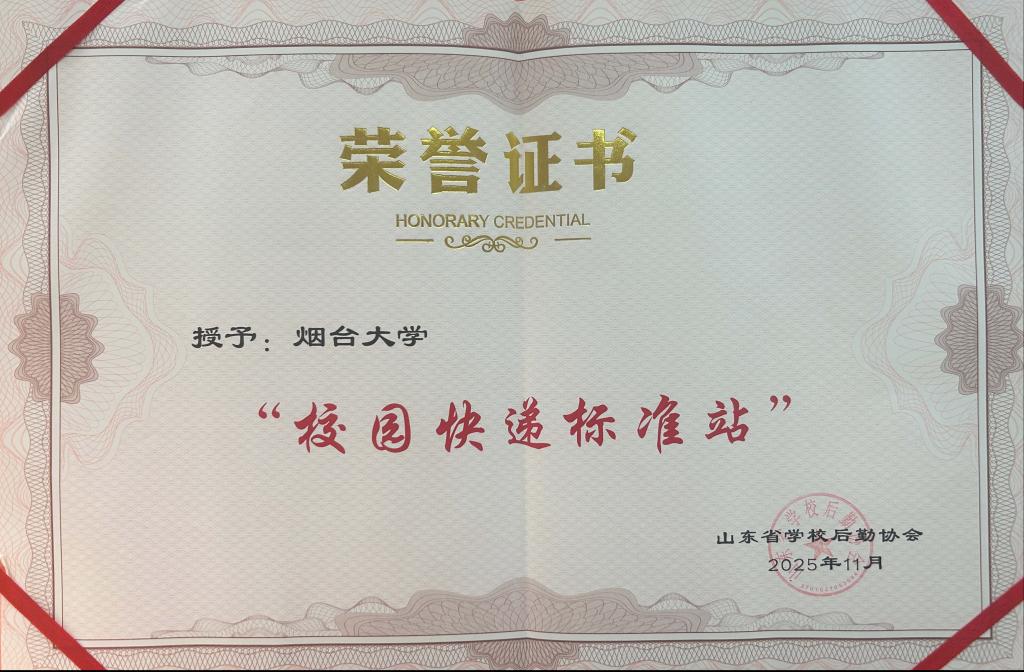 荣誉证书
HONORARY CREDENTIAL
授予：烟台大学
“校园快递标准站”
山东省学校后勤协会
2025年11月